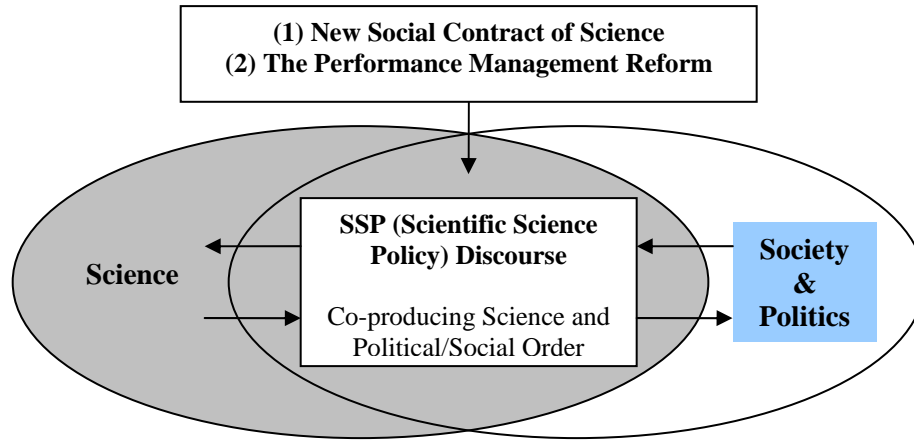 (1) New Social Contract of Science
(2) The Performance Management Reform
SSP (Scientific Science
Policy) Discourse
Co-producing Science and
Political/Social Order
Science
Society
&
Politics